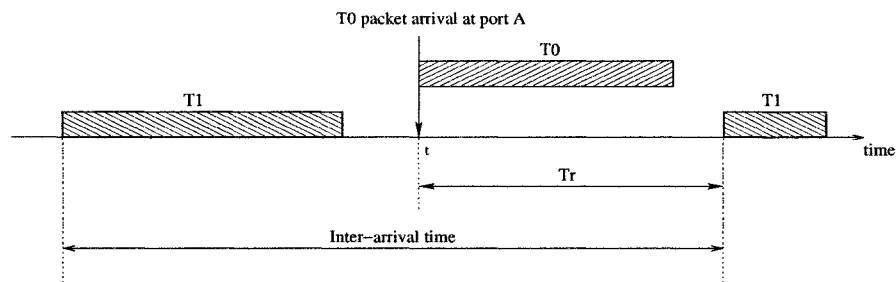 T0 packet arrival at port A
T0
T1
T1
t
time
Tr
Inter-arrival time